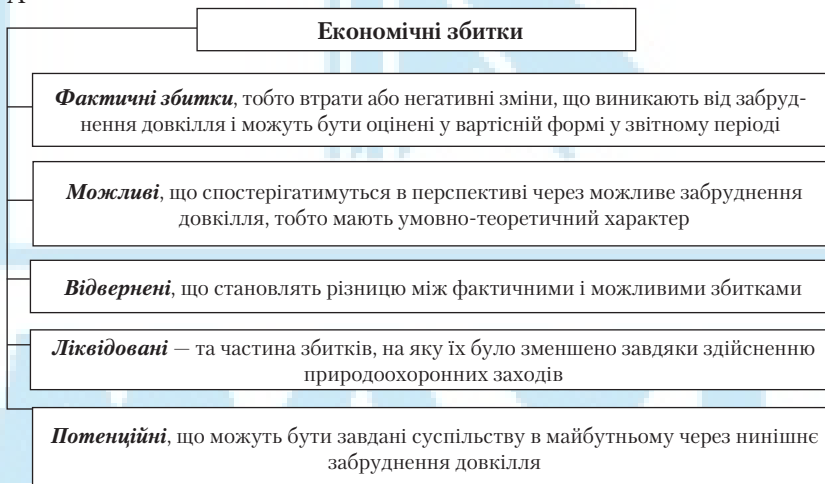 Економічні збитки
Фактичні збитки, тобто втрати або негативні зміни, що виникають від забруд-
нення довкілля і можуть бути оцінені у вартісній формі у звітному періоді
Можливі, що спостерігатимуться в перспективі через можливе забруднення
довкілля, тобто мають умовно-теоретичний характер
Відвернені, що становлять різницю між фактичними і можливими збитками
Ліквідовані — та частина збитків, на яку їх було зменшено завдяки здійсненню
природоохоронних заходів
Потенційні, що можуть бути завдані суспільству в майбутньому через нинішнє
забруднення довкілля